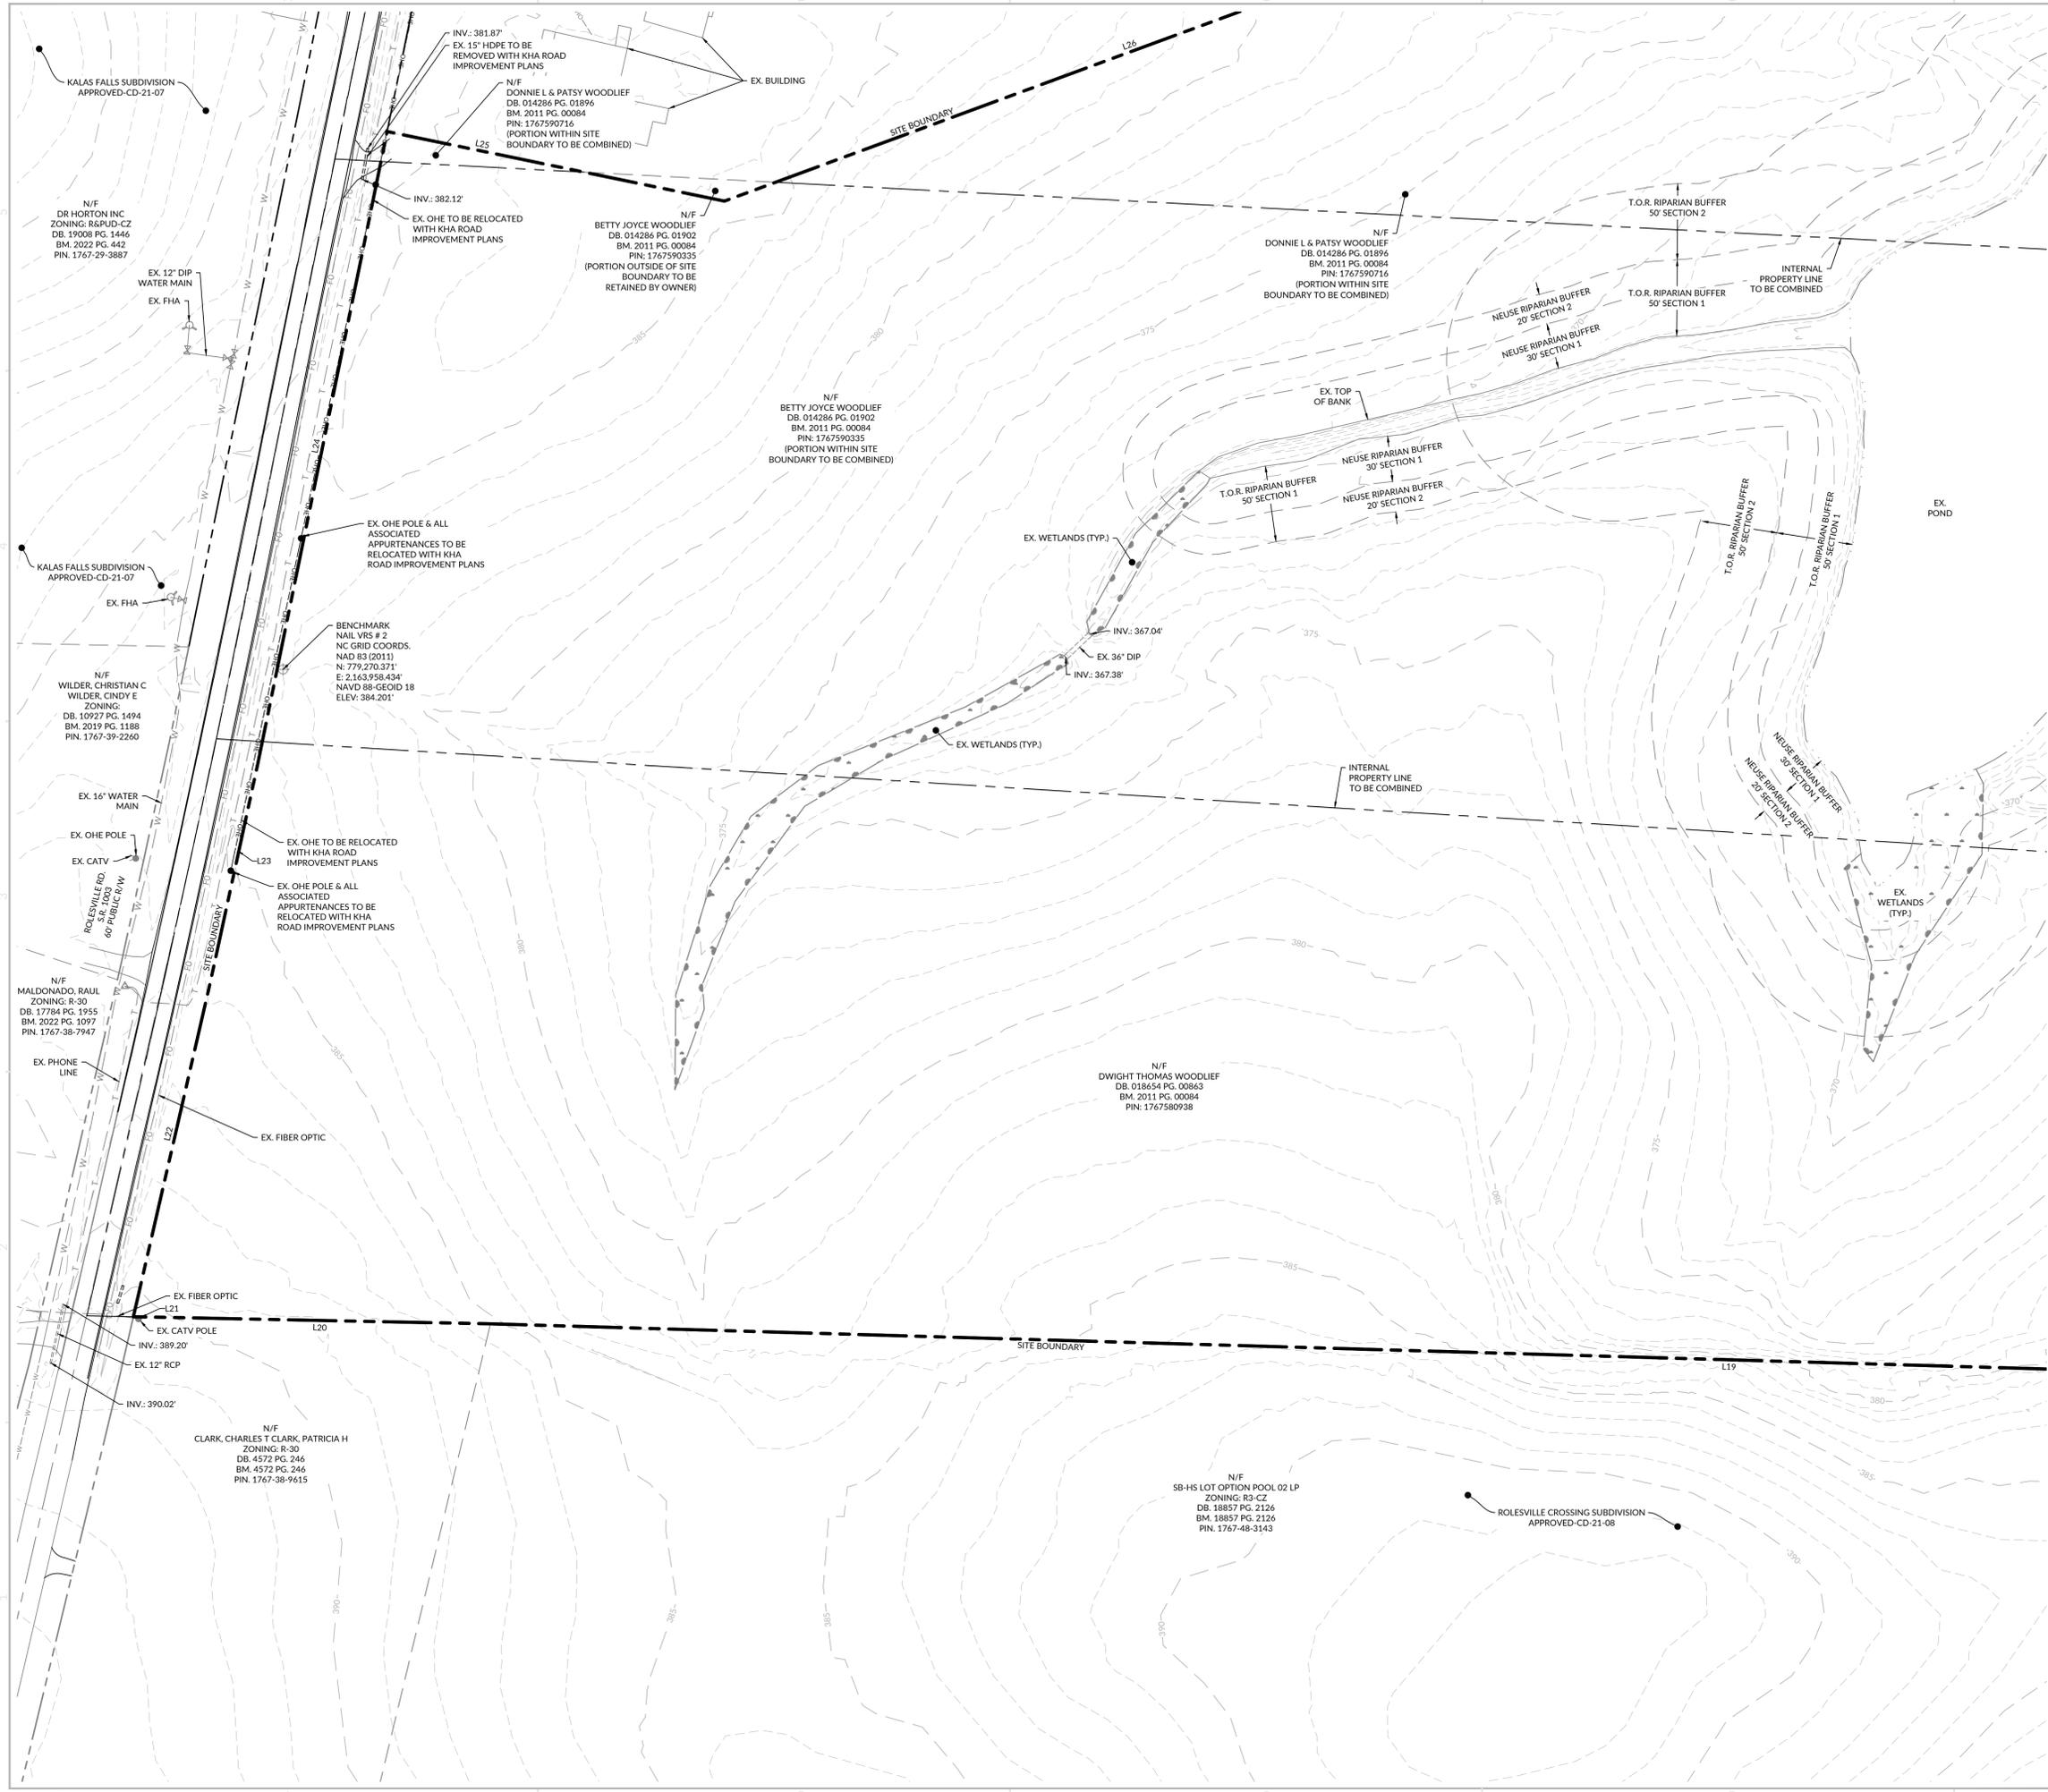 INV.: 381.87'
EX. 15" HDPE TO BE
REMOVED WITH KHA ROAD
IMPROVEMENT PLANS
L26
KALAS FALLS SUBDIVISION
APPROVED-CD-21-07
EX. BUILDING
N/F
DONNIE L & PATSY WOODLIEF
DB. 014286 PG. 01896
BM. 2011 PG. 00084
PIN: 1767590716
(PORTION WITHIN SITE
BOUNDARY TO BE COMBINED)
SITE BOUNDARY
L25
INV.: 382.12'
EX. OHE TO BE RELOCATED
WITH KHA ROAD
IMPROVEMENT PLANS
N/F
DR HORTON INC
ZONING: R&PUD-CZ
DB. 19008 PG. 1446
BM. 2022 PG. 442
PIN. 1767-29-3887
N/F
BETTY JOYCE WOODLIEF
DB. 014286 PG. 01902
BM. 2011 PG. 00084
PIN; 1767590335
(PORTION OUTSIDE OF SITE
BOUNDARY TO BE
RETAINED BY OWNER)
N/F
DONNIE L & PATSY WOODLIEF
DB. 014286 PG. 01896
BM. 2011 PG. 00084
PIN: 1767590716
(PORTION WITHIN SITE
BOUNDARY TO BE COMBINED)
T.O.R. RIPARIAN BUFFER
50' SECTION 2
INTERNAL
PROPERTY LINE
TO BE COMBINED
T.O.R. RIPARIAN BUFFER
50' SECTION 1
NEUSE RIPARIAN BUFFER
20' SECTION 2
NEUSE RIPARIAN BUFFER
30' SECTION 1
EX. 12" DIP
WATER MAIN
EX. FHA
385
380
375
370
EX. TOP
OF BANK
N/F
BETTY JOYCE WOODLIEF
DB. 014286 PG. 01902
BM. 2011 PG. 00084
PIN: 1767590335
(PORTION WITHIN SITE
BOUNDARY TO BE COMBINED)
L24
NEUSE RIPARIAN BUFFER
30' SECTION 1
T.O.R. RIPARIAN BUFFER
50' SECTION 1
NEUSE RIPARIAN BUFFER
20' SECTION 2
T.O.R. RIPARIAN BUFFER
50' SECTION 2
T.O.R. RIPARIAN BUFFER
50' SECTION 1
EX.
POND
EX. OHE POLE & ALL
ASSOCIATED
APPURTENANCES TO BE
RELOCATED WITH KHA
ROAD IMPROVEMENT PLANS
EX. WETLANDS (TYP.)
KALAS FALLS SUBDIVISION
APPROVED-CD-21-07
EX. FHA
BENCHMARK
NAIL VRS # 2
NC GRID COORDS.
NAD 83 (2011)
N: 779,270.371'
E: 2,163,958.434'
NAVD 88-GEOID 18
ELEV: 384.201'
INV.: 367.04'
375
EX. 36" DIP
INV.: 367.38'
N/F
WILDER, CHRISTIAN C
WILDER, CINDY E
ZONING:
DB. 10927 PG. 1494
BM. 2019 PG. 1188
PIN. 1767-39-2260
EX. WETLANDS (TYP.)
NEUSE RIPARIAN BUFFER
30' SECTION 1
NEUSE RIPARIAN BUFFER
20' SECTION 2
INTERNAL
PROPERTY LINE
TO BE COMBINED
EX. 16" WATER
MAIN
370
375
EX. OHE POLE
EX. CATV
EX. OHE TO BE RELOCATED
WITH KHA ROAD
IMPROVEMENT PLANS
L23
EX. OHE POLE & ALL
ASSOCIATED
APPURTENANCES TO BE
RELOCATED WITH KHA
ROAD IMPROVEMENT PLANS
ROLESVILLE RD.
S.R. 1003
60' PUBLIC R/W
SITE BOUNDARY
EX.
WETLANDS
(TYP.)
380
380
N/F
MALDONADO, RAUL
ZONING: R-30
DB. 17784 PG. 1955
BM. 2022 PG. 1097
PIN. 1767-38-7947
385
EX. PHONE
LINE
N/F
DWIGHT THOMAS WOODLIEF
DB. 018654 PG. 00863
BM. 2011 PG. 00084
PIN: 1767580938
370
375
L22
EX. FIBER OPTIC
380
385
EX. FIBER OPTIC
L21
EX. CATV POLE
L20
INV.: 389.20'
EX. 12" RCP
SITE BOUNDARY
L19
INV.: 390.02'
380
N/F
CLARK, CHARLES T CLARK, PATRICIA H
ZONING: R-30
DB. 4572 PG. 246
BM. 4572 PG. 246
PIN. 1767-38-9615
385
N/F
SB-HS LOT OPTION POOL 02 LP
ZONING: R3-CZ
DB. 18857 PG. 2126
BM. 18857 PG. 2126
PIN. 1767-48-3143
ROLESVILLE CROSSING SUBDIVISION
APPROVED-CD-21-08
390
390
385
385
390